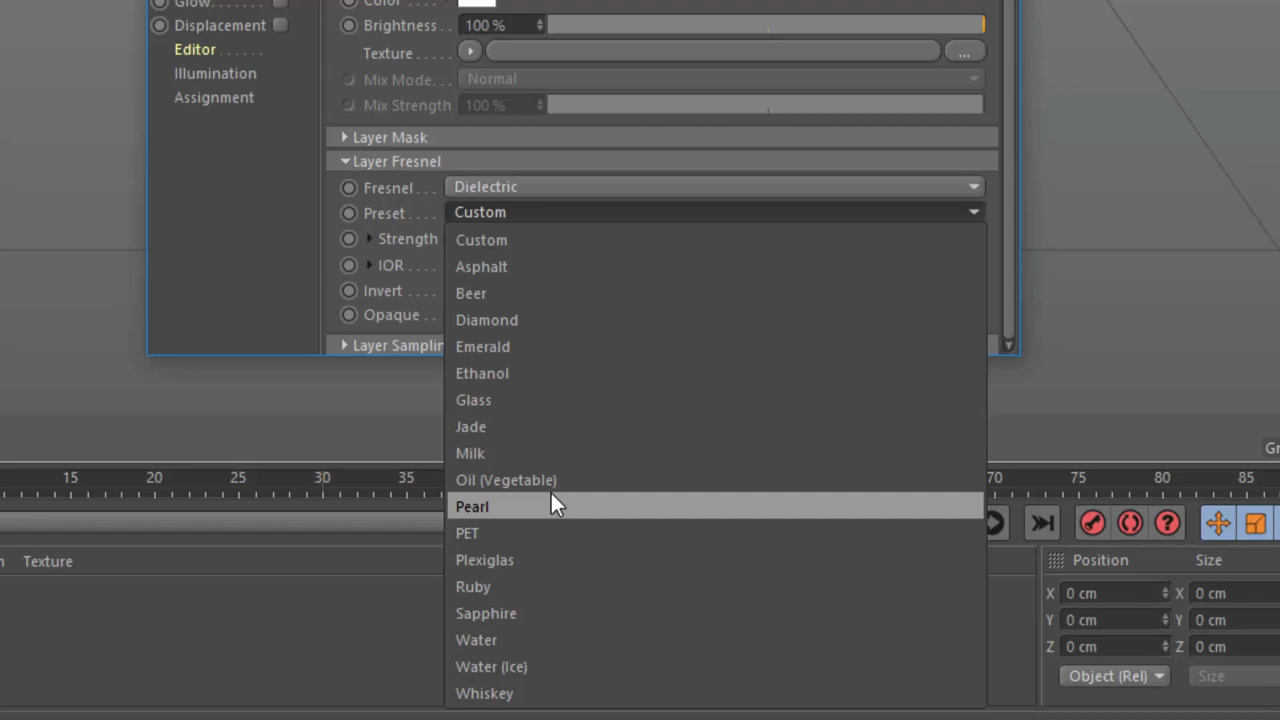 Glow
Color
Displacement
Brightness . . 100 %
Editor . . . . . .
Texture . . . . . ...
Illumination
Mix Mode. . . Normal
Assignment
Mix Strength 100 %
Layer Mask
Layer Fresnel
Fresnel . . . Dielectric
Preset . . . . Custom
Strength
IOR . . . .
Invert . . . .
Opaque . .
Layer Samplin
Custom
Asphalt
Beer
Diamond
Emerald
Ethanol
Glass
Jade
Milk
Oil (Vegetable)
Pearl
PET
Plexiglas
Ruby
Sapphire
Water
Water (Ice)
Whiskey
Gr
15 20 25 30 35 70 75 80 85
Texture
Position Size
X 0 cm X 0 cm
Y 0 cm Y 0 cm
Z 0 cm Z 0 cm
Object (Rel) Size